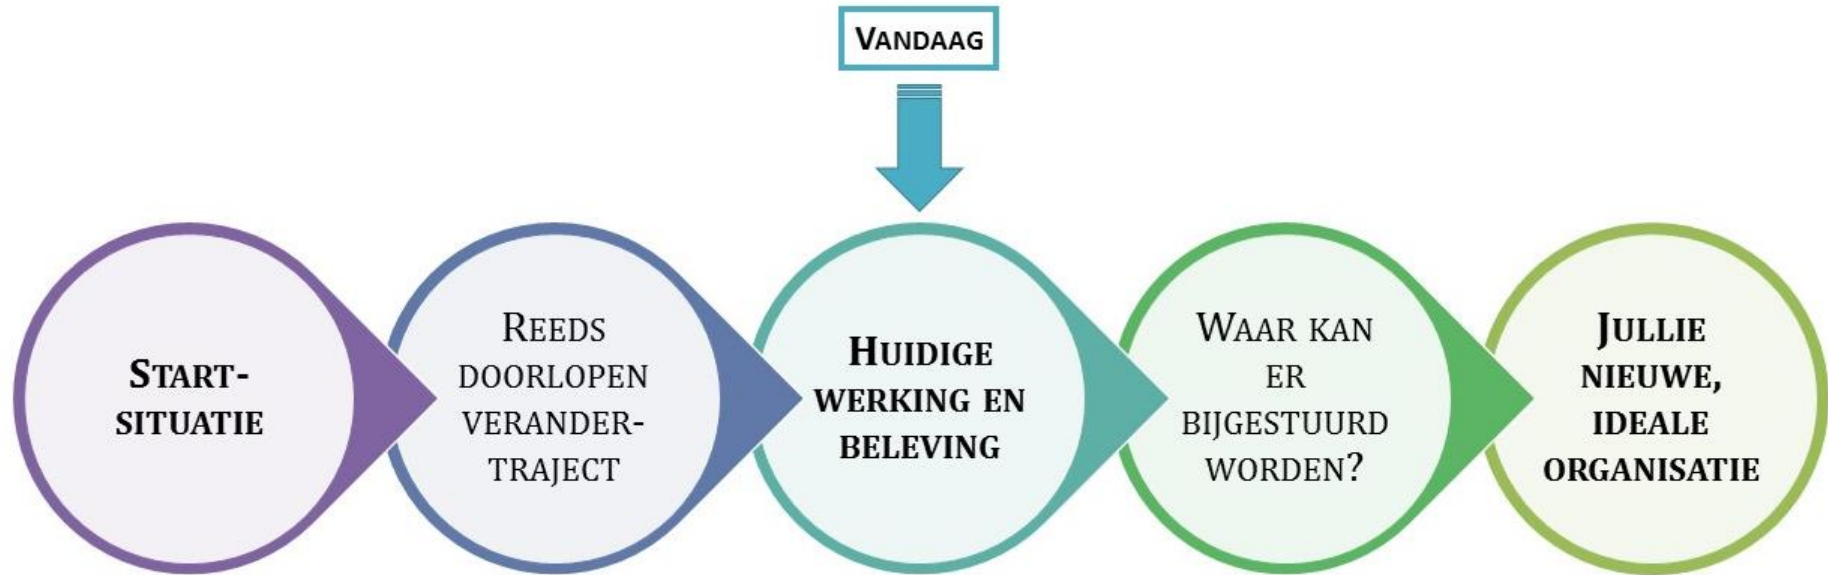 VANDAAG
START-
SITUATIE
REEDS
DOORLOPEN
VERANDER-
TRAJECT
HUIDIGE
WERKING EN
BELEVING
WAAR KAN
ER
BIJGESTUURD
WORDEN?
JULLIE
NIEUWE,
IDEALE
ORGANISATIE